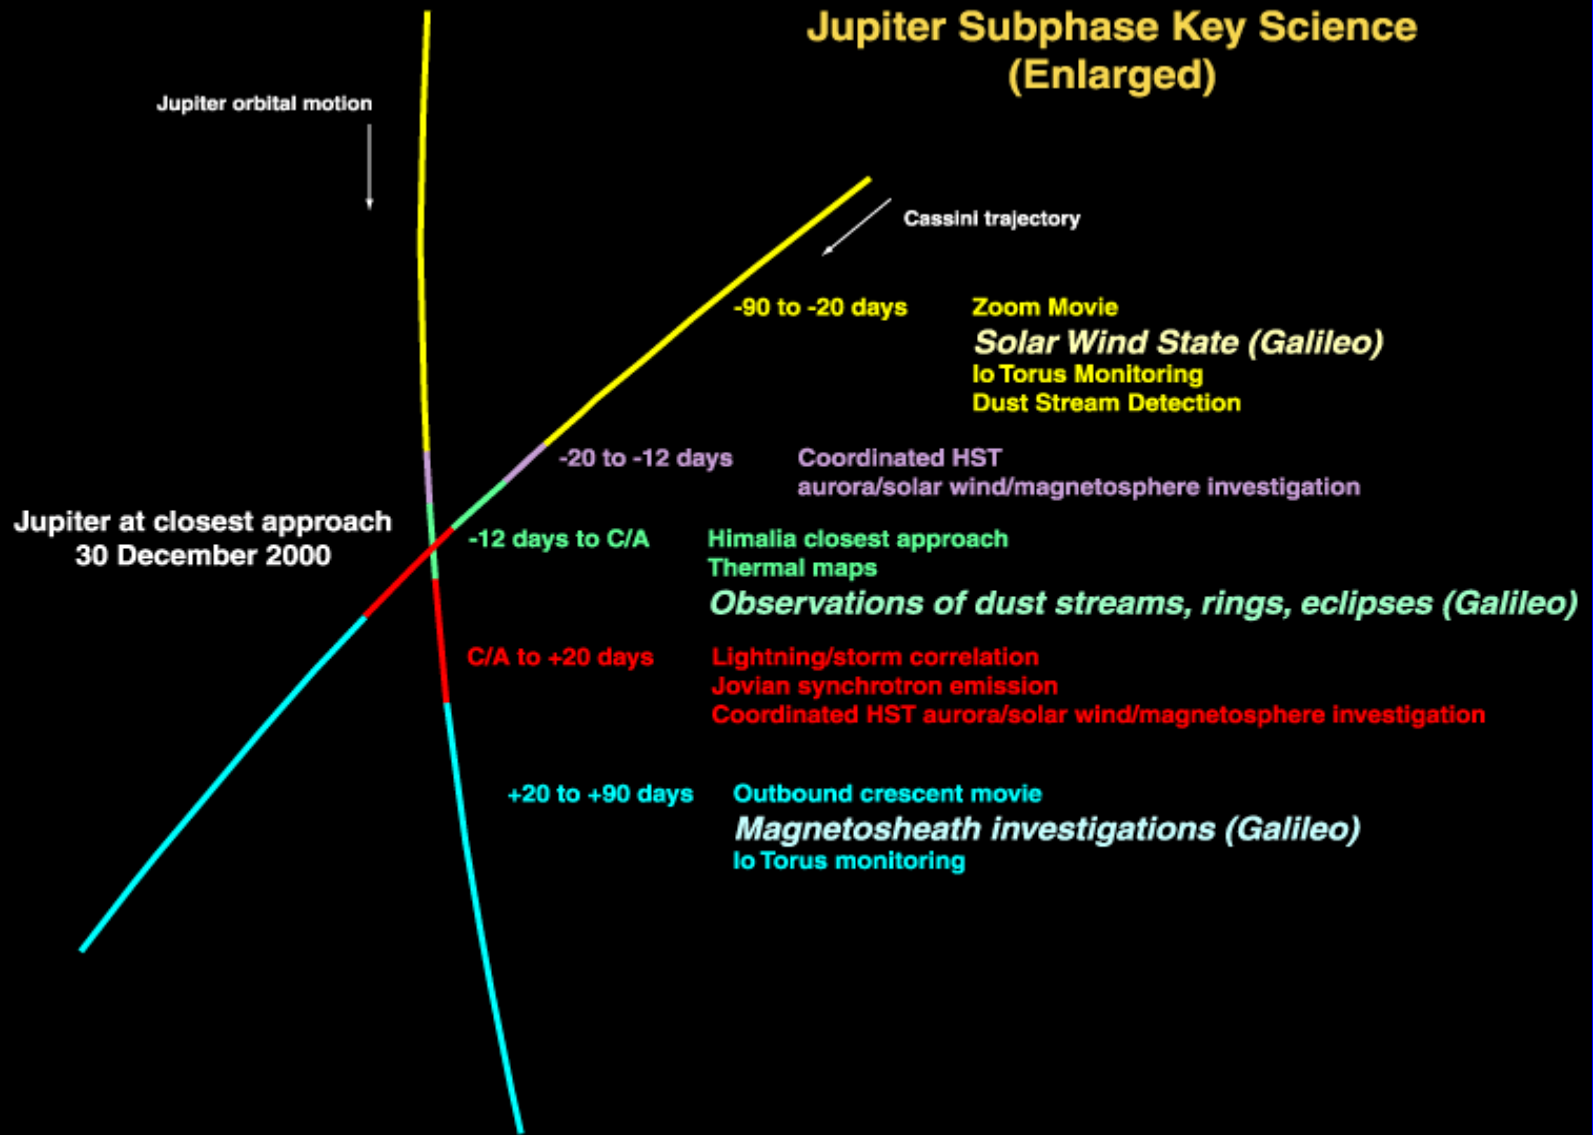 Jupiter Subphase Key Science
(Enlarged)
Jupiter orbital motion
Cassini trajectory
-90 to -20 days
Zoom Movie
Solar Wind State (Galileo)
Io Torus Monitoring
Dust Stream Detection
-20 to -12 days
Coordinated HST
aurora/solar wind/magnetosphere investigation
Jupiter at closest approach
30 December 2000
-12 days to C/A
Himalia closest approach
Thermal maps
Observations of dust streams, rings, eclipses (Galileo)
C/A to +20 days
Lightning/storm correlation
Jovian synchrotron emission
Coordinated HST aurora/solar wind/magnetosphere investigation
+20 to +90 days
Outbound crescent movie
Magnetosheath investigations (Galileo)
Io Torus monitoring